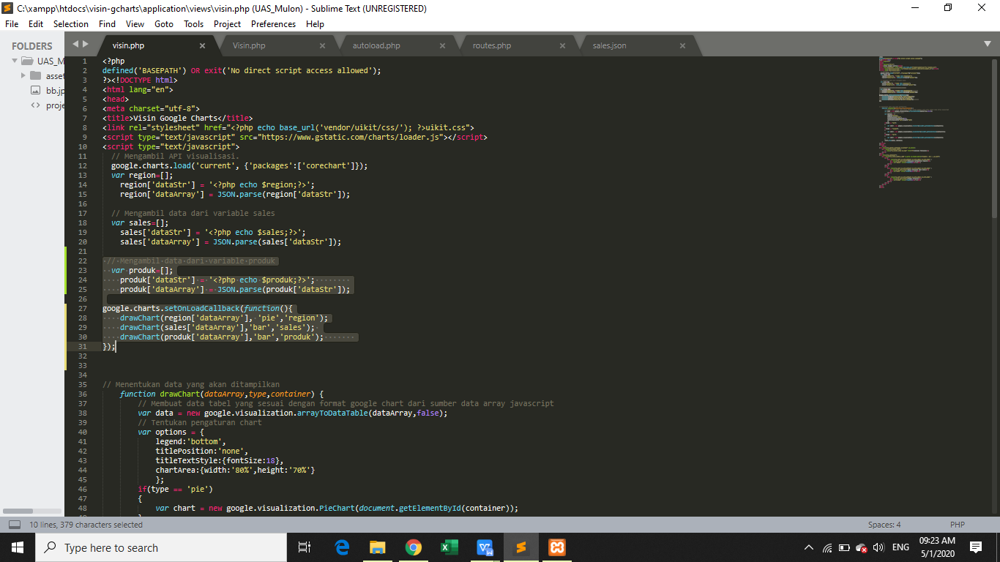 C:\xampp\htdocs\visin-gcharts\application\views\visin.php (UAS_Mulon) - Sublime Text (UNREGISTERED)
File Edit Selection Find View Goto Tools Project Preferences Help
FOLDERS
UAS_M
asset
bb.jp
proje
visin.php Visin.php autoload.php routes.php sales.json
1 <?php
2 defined('BASEPATH') OR exit('No direct script access allowed');
3 ?><!DOCTYPE html>
4 <html lang="en">
5 <head>
6 <meta charset="utf-8">
7 <title>Visin Google Charts</title>
8 <link rel="stylesheet" href="<?php echo base_url('vendor/uikit/css/'); ?>uikit.css">
9 <script type="text/javascript" src="https://www.gstatic.com/charts/loader.js"></script>
10 <script type="text/javascript">
11 // Mengambil API visualisasi.
12 google.charts.load('current', {'packages':['corechart']});
13 var region=[];
14 region['dataStr'] = '<?php echo $region;?>';
15 region['dataArray'] = JSON.parse(region['dataStr']);
16
17 // Mengambil data dari variable sales
18 var sales=[];
19 sales['dataStr'] = '<?php echo $sales;?>';
20 sales['dataArray'] = JSON.parse(sales['dataStr']);
21
22 // Mengambil data dari variable produk
23 var produk=[];
24 produk['dataStr'] = '<?php echo $produk;?>';
25 produk['dataArray'] = JSON.parse(produk['dataStr']);
26
27 google.charts.setOnLoadCallback(function(){
28 drawChart(region['dataArray'], 'pie','region');
29 drawChart(sales['dataArray'],'bar','sales');
30 drawChart(produk['dataArray'],'bar','produk');
31 });
32
33
34
35 // Menentukan data yang akan ditampilkan
36 function drawChart(dataArray,type,container) {
37 // Membuat data tabel yang sesuai dengan format google chart dari sumber data array javascript
38 var data = new google.visualization.arrayToDataTable(dataArray,false);
39 // Tentukan pengaturan chart
40 var options = {
41 legend:'bottom',
42 titlePosition:'none',
43 titleTextStyle:{fontSize:18},
44 chartArea:{width:'80%',height:'70%'}
45 };
46 if(type == 'pie')
47 {
48 var chart = new google.visualization.PieChart(document.getElementById(container));
10 lines, 379 characters selected Spaces: 4 PHP
Type here to search
ENG
09:23 AM
5/1/2020